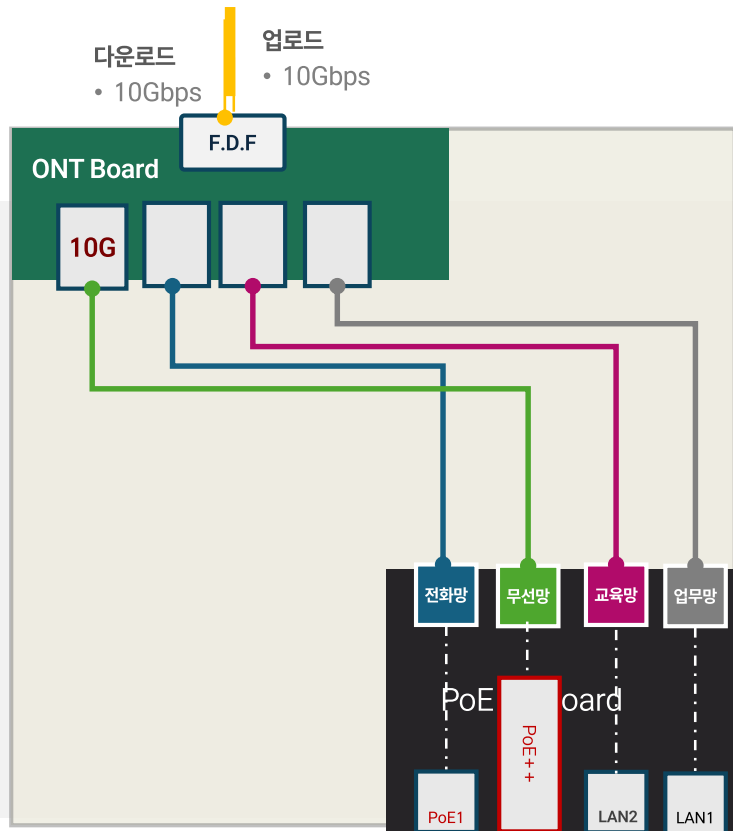 다운로드
• 10Gbps
업로드
• 10Gbps
F.D.F
ONT Board
10G
전화망
무선망
교육망
업무망
PoE oard
PoE++
PoE1
LAN2
LAN1